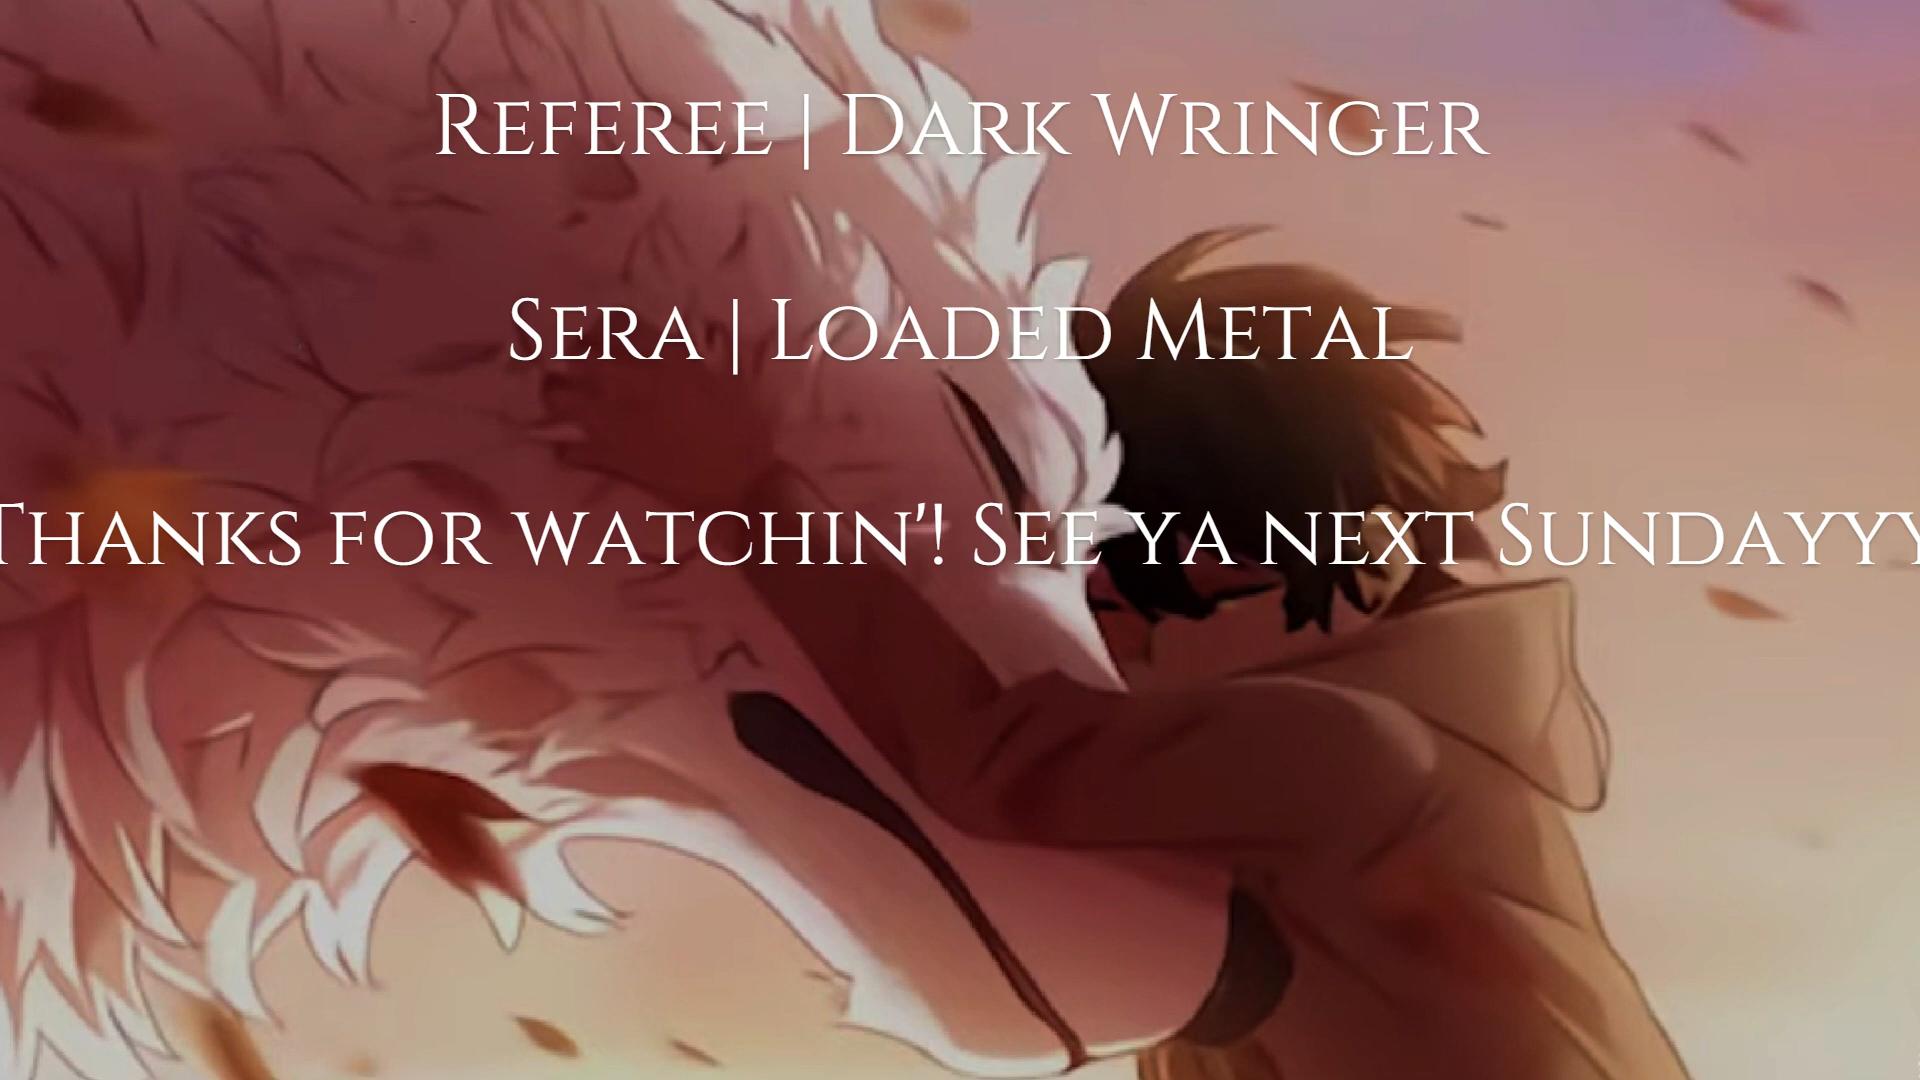 Referee | Dark Wringer
Sera | Loaded Metal
Thanks for watchin'! See ya next Sundayyy